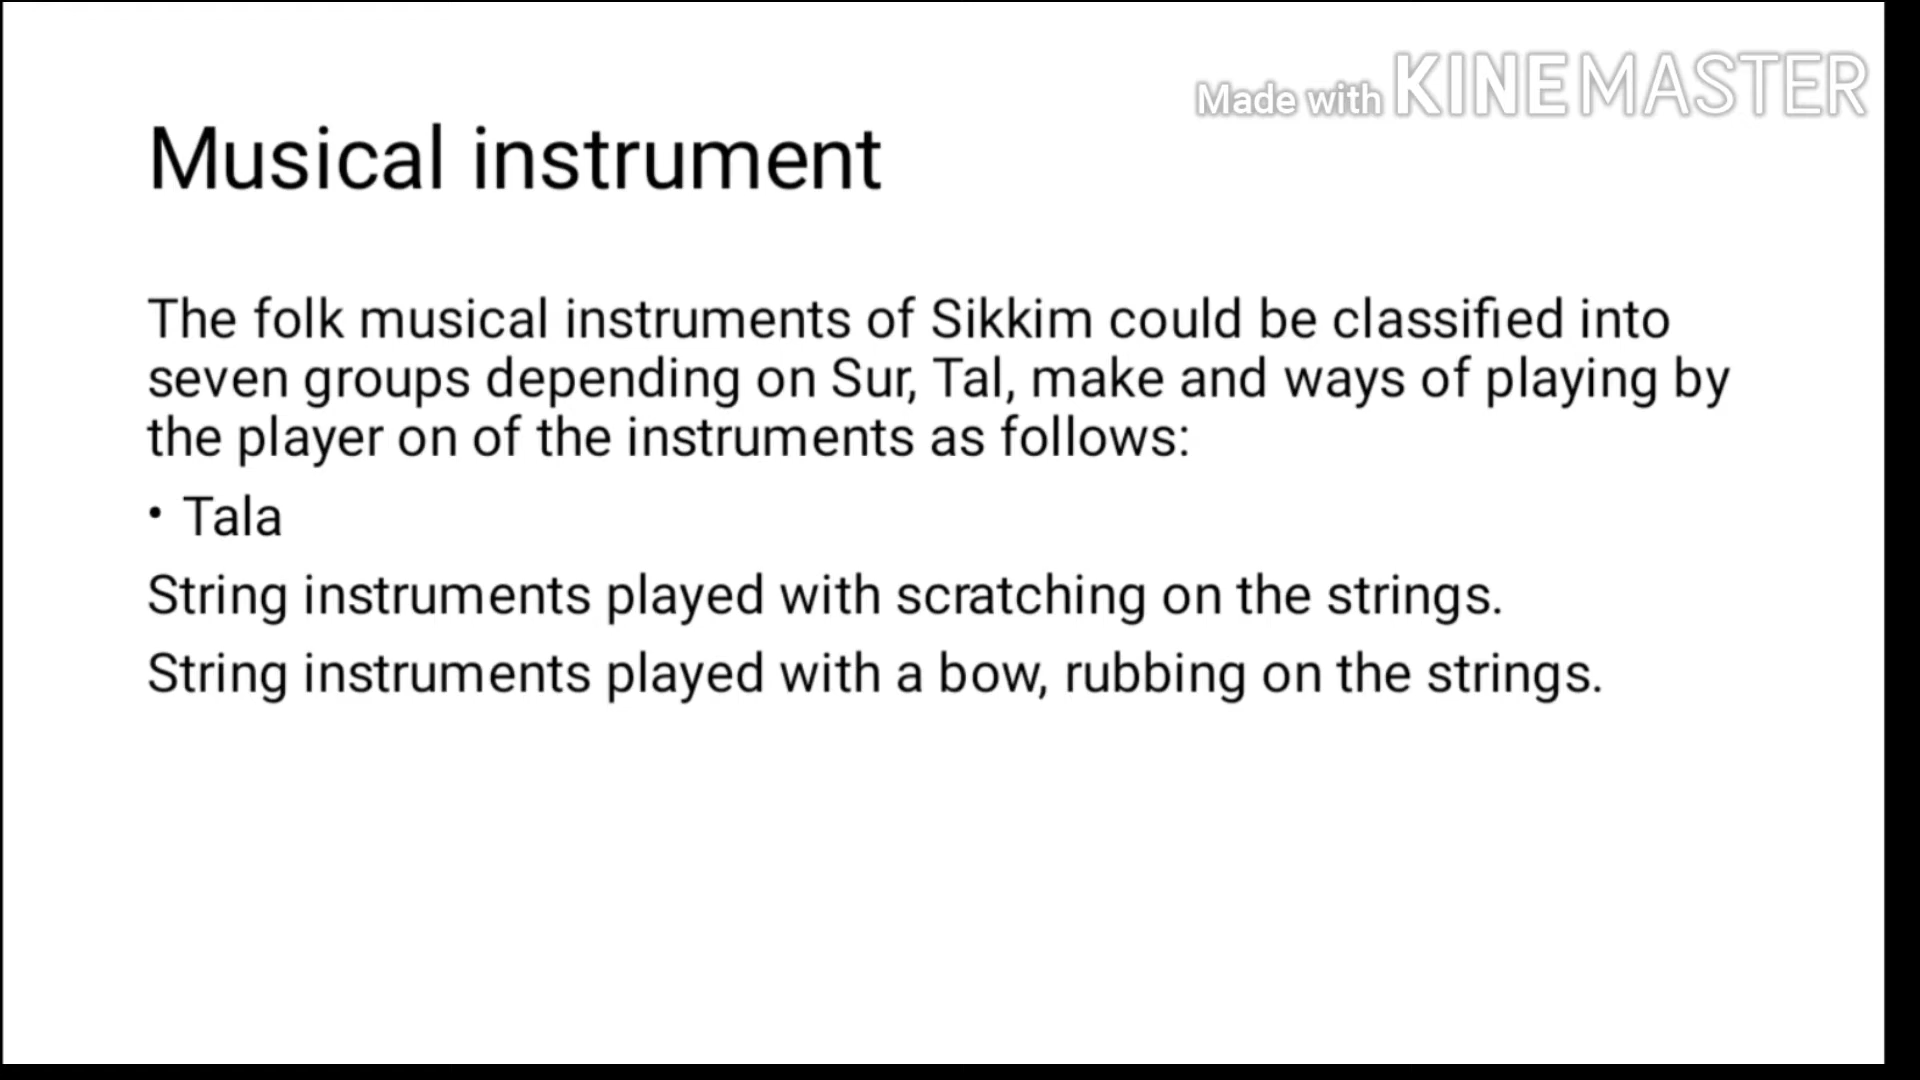 Made with KINEMASTER
Musical instrument
The folk musical instruments of Sikkim could be classified into
seven groups depending on Sur, Tal, make and ways of playing by
the player on of the instruments as follows:
• Tala
String instruments played with scratching on the strings.
String instruments played with a bow, rubbing on the strings.